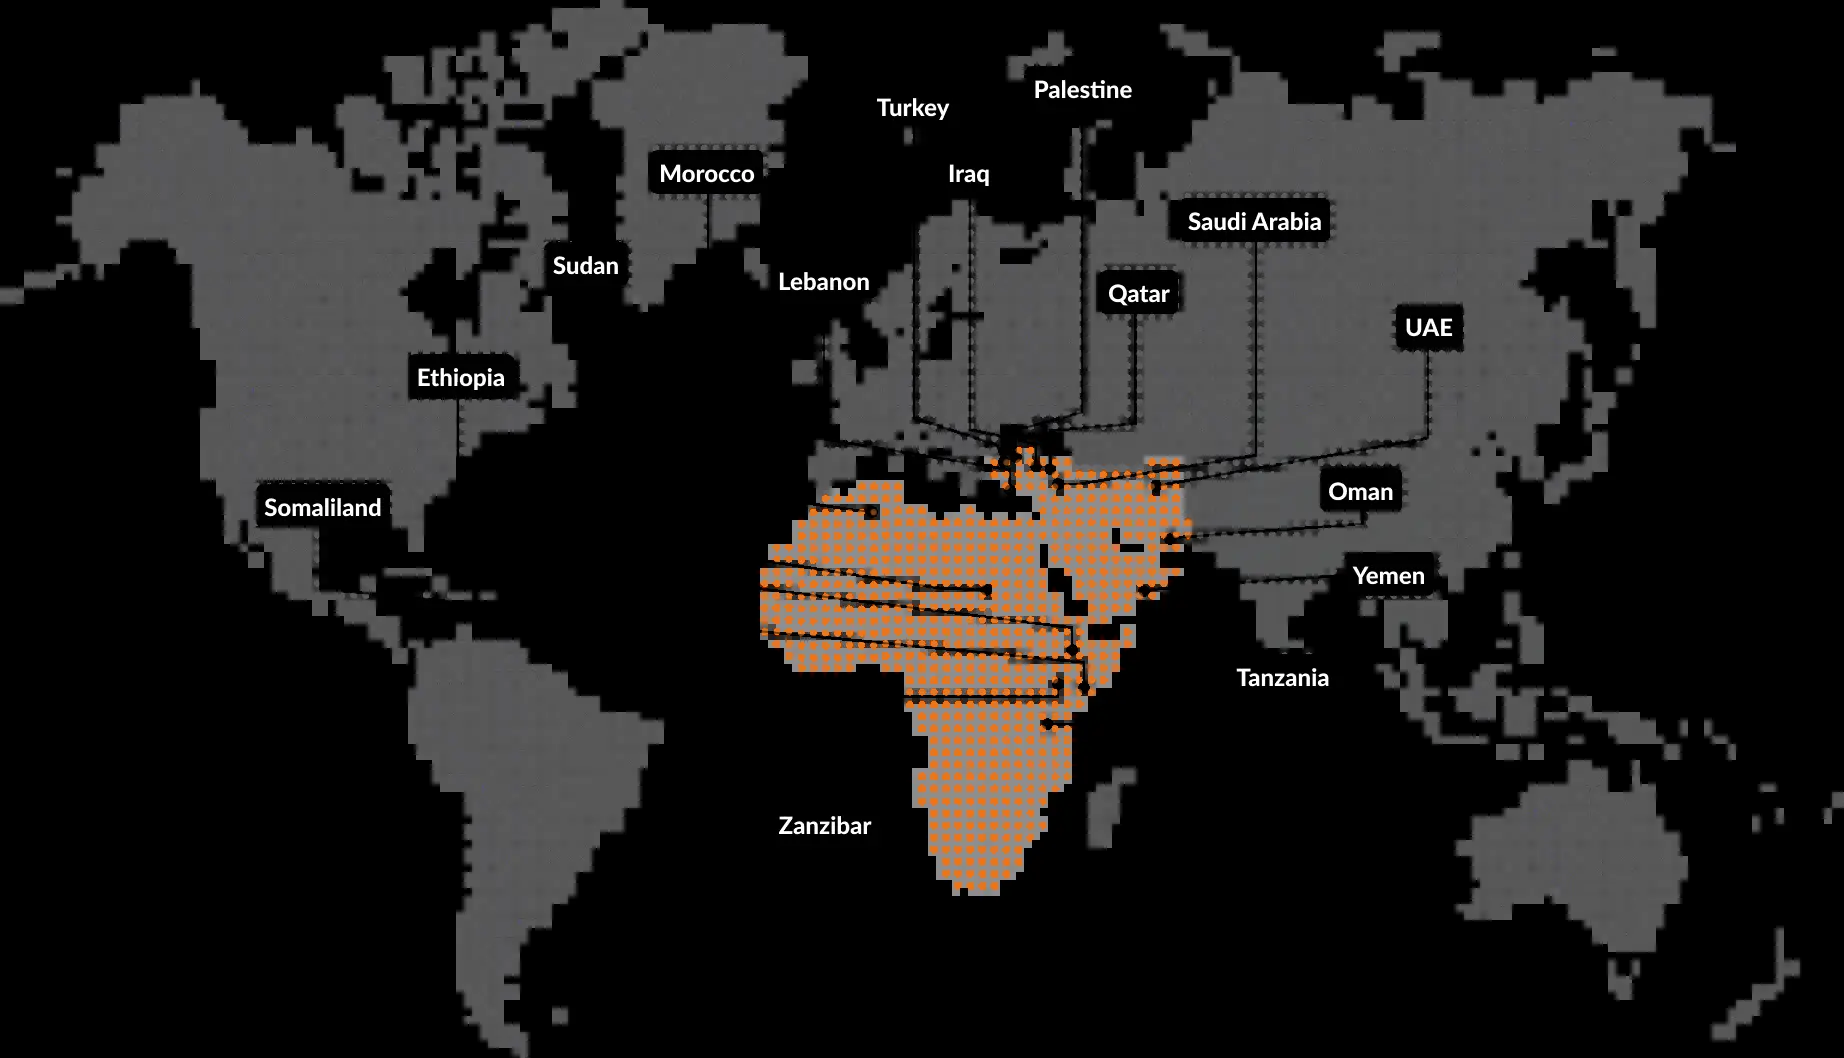 Palestine
Turkey
Morocco
Iraq
Saudi Arabia
Sudan
Lebanon
Qatar
UAE
Ethiopia
Oman
Somaliland
Yemen
Tanzania
Zanzibar